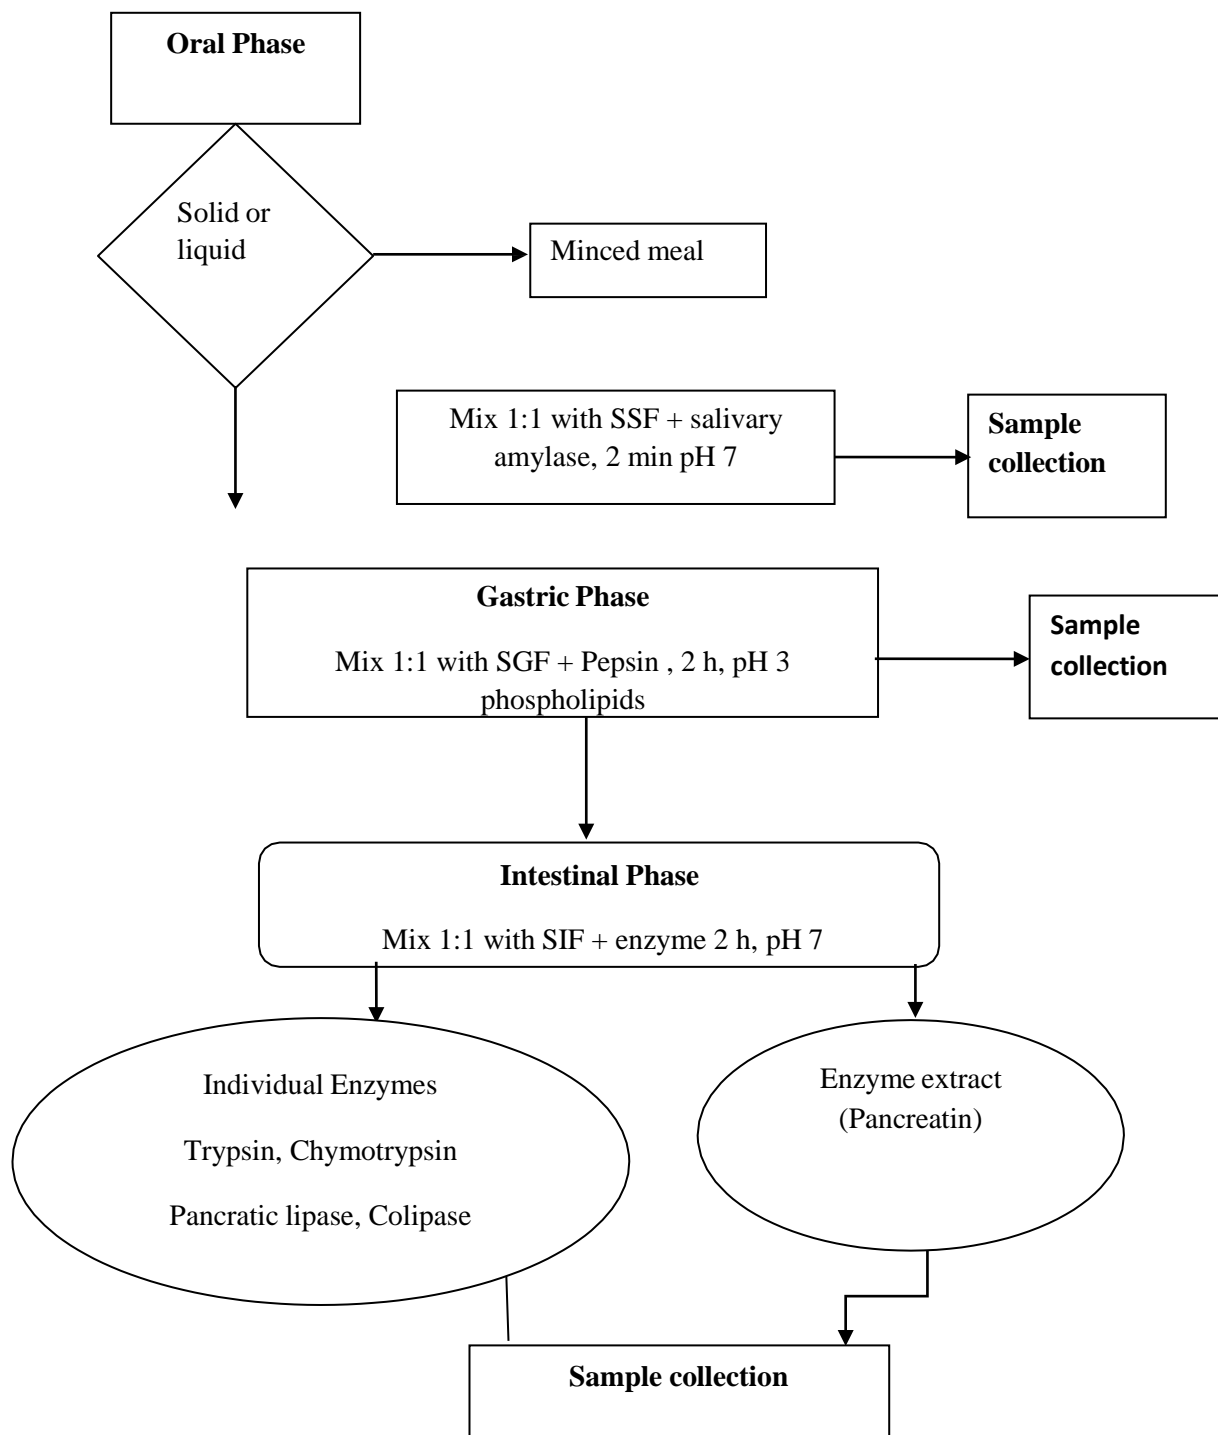 Oral Phase
Solid or
liquid
Minced meal
Mix 1:1 with SSF + salivary
amylase, 2 min pH 7
Sample
collection
Gastric Phase
Mix 1:1 with SGF + Pepsin , 2 h, pH 3
phospholipids
Sample
collection
Intestinal Phase
Mix 1:1 with SIF + enzyme 2 h, pH 7
Individual Enzymes
Trypsin, Chymotrypsin
Pancratic lipase, Colipase
Enzyme extract
(Pancreatin)
Sample collection